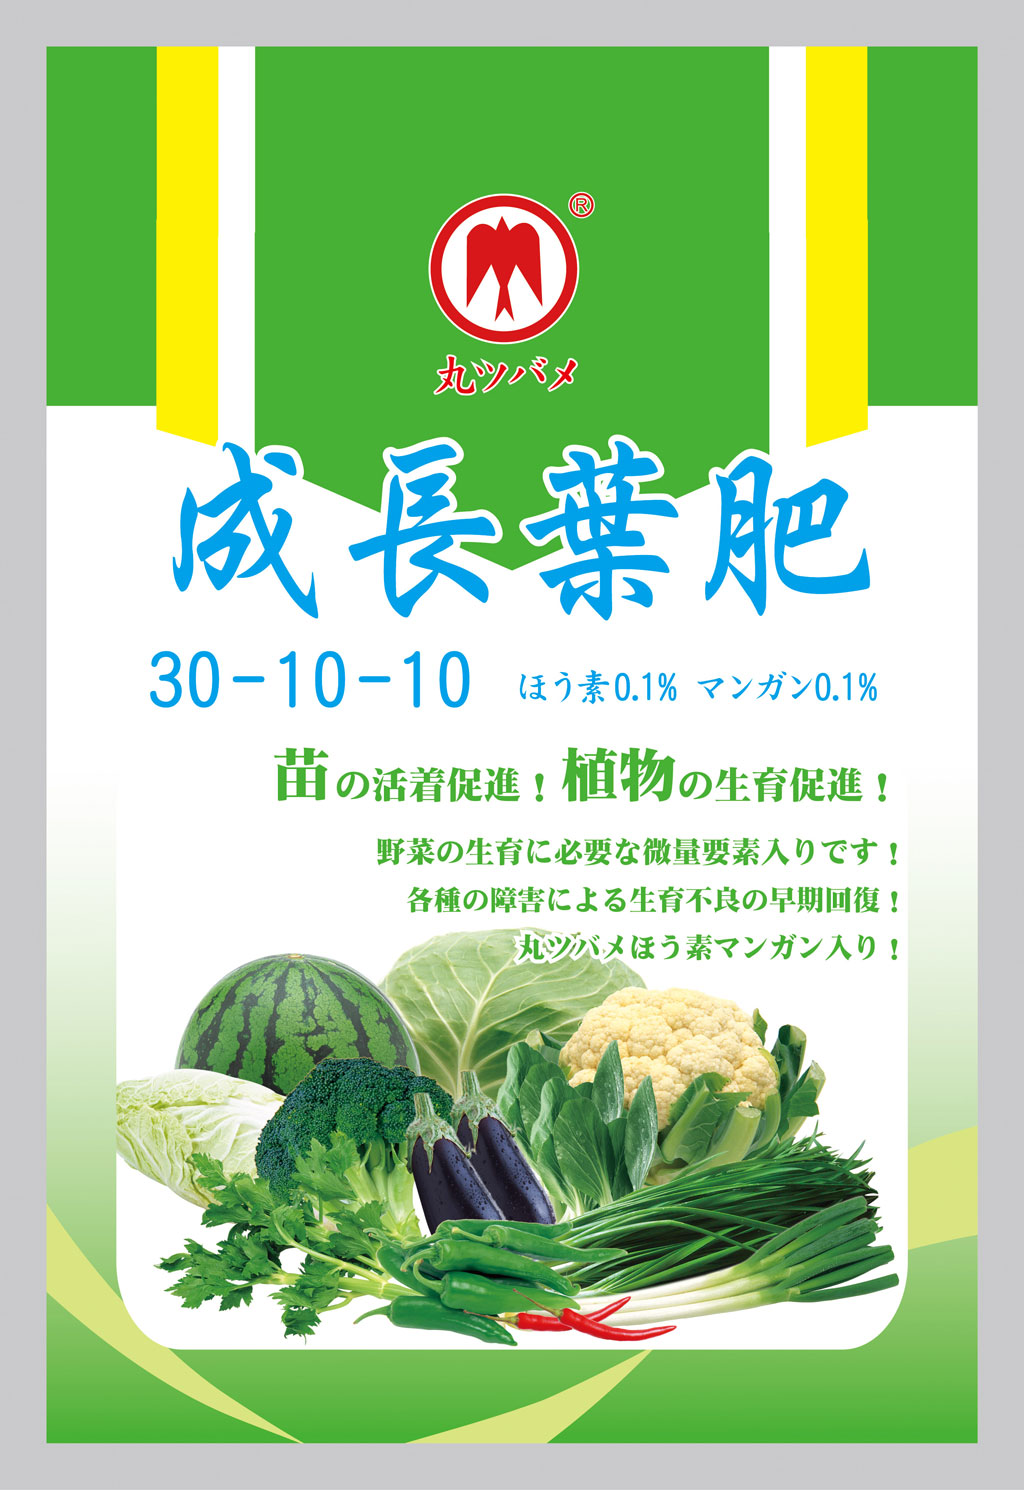 ®
丸ツバメ
成長葉肥
30-10-10 ほう素0.1% マンガン0.1%
苗の活着促進！植物の生育促進！
野菜の生育に必要な微量要素入りです！
各種の障害による生育不良の早期回復！
丸ツバメほう素マンガン入り！